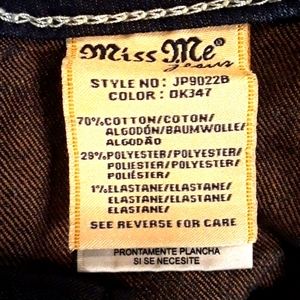 Miss Me®
Jeans
STYLE NO: JP9022B
COLOR: DK347
70%COTTON/COTON/
ALGODÓN/BAUMWOLLE/
ALGODÃO
29%POLYESTER/POLYESTER/
POLIÉSTER/POLYESTER/
POLIÉSTER/
1%ELASTANE/ELASTANE/
ELASTANE/ELASTANE/
ELASTANE/
SEE REVERSE FOR CARE
PRONTAMENTE PLANCHA
SI SE NECESITE